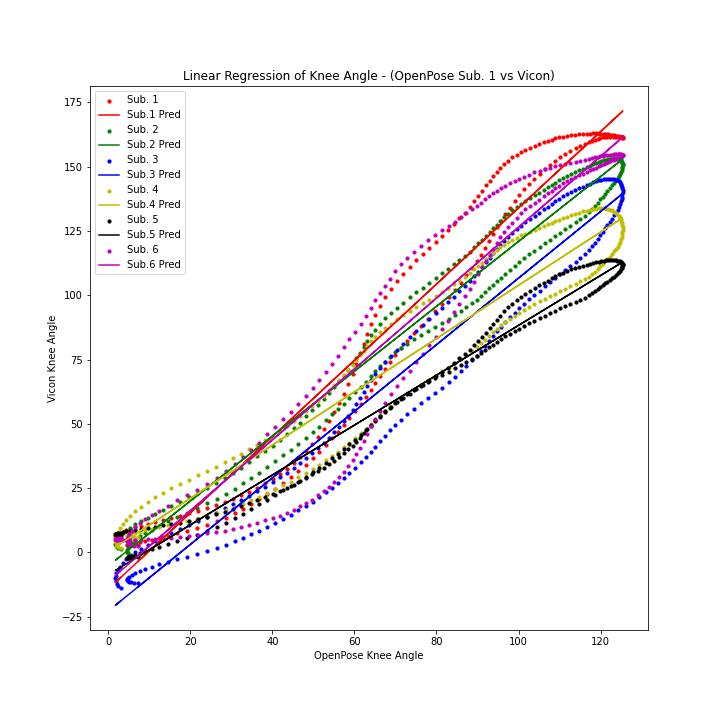 Linear Regression of Knee Angle - (OpenPose Sub. 1 vs Vicon)
175
150
125
100
75
50
25
0
−25
Vicon Knee Angle
Sub. 1
Sub.1 Pred
Sub. 2
Sub.2 Pred
Sub. 3
Sub.3 Pred
Sub. 4
Sub.4 Pred
Sub. 5
Sub.5 Pred
Sub. 6
Sub.6 Pred
0 20 40 60 80 100 120
OpenPose Knee Angle